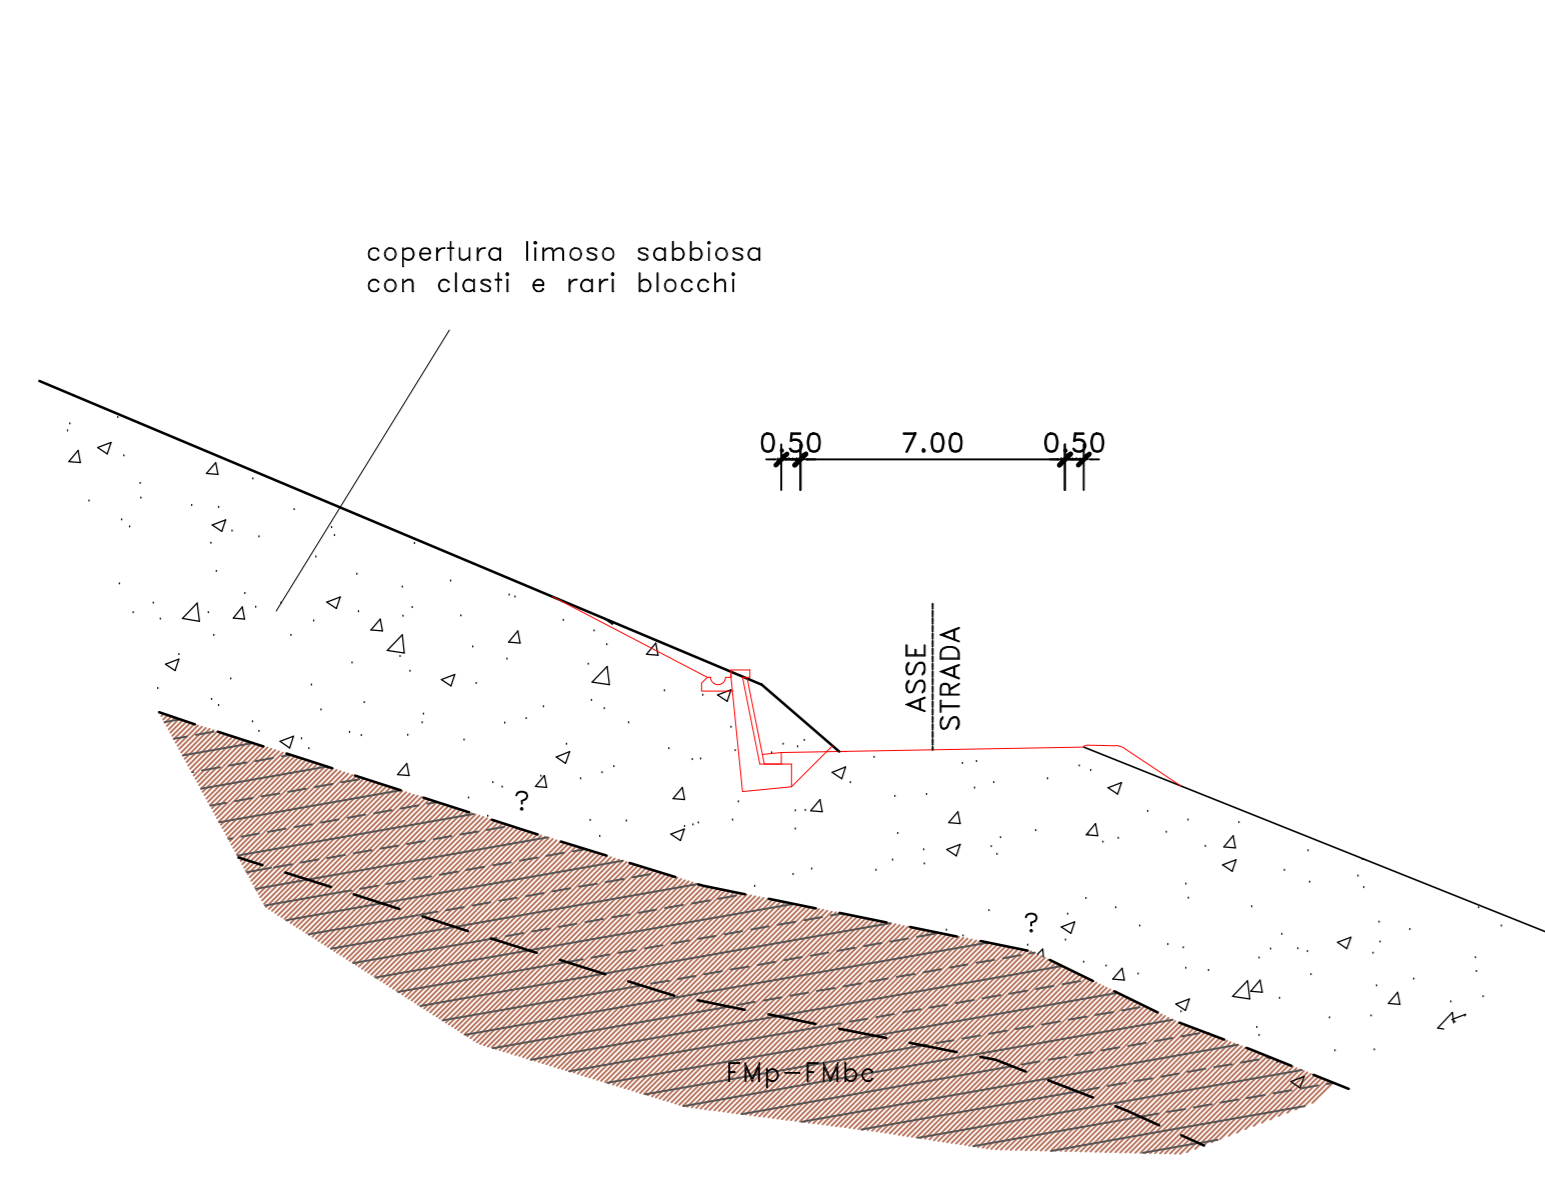 copertura limoso sabbiosa
con clasti e rari blocchi
0.50 7.00 0.50
ASSE
STRADA
?
?
FMp-FMbc